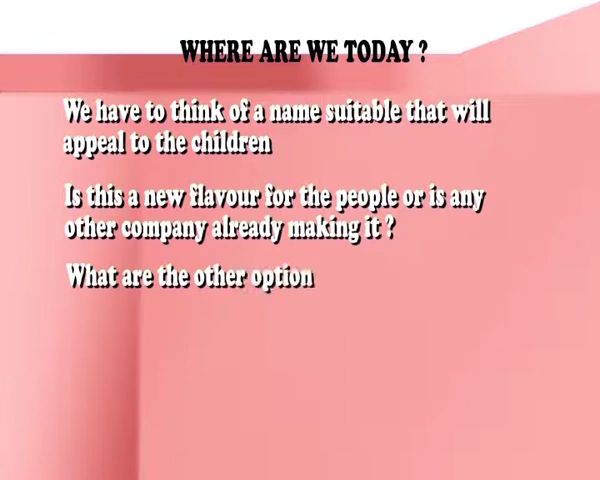 WHERE ARE WE TODAY ?
We have to think of a name suitable that will
appeal to the children
Is this a new flavour for the people or is any
other company already making it ?
What are the other option